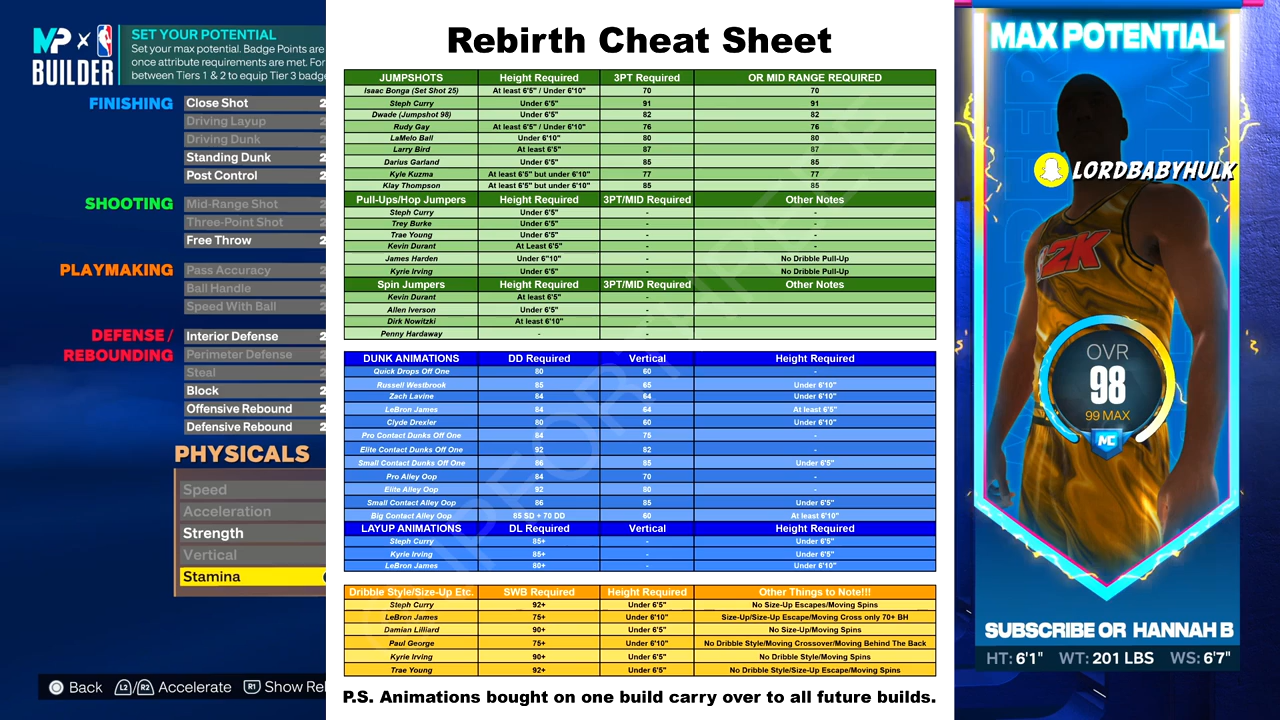 MP x NBA
BUILDER
SET YOUR POTENTIAL
Set your max potential. Badge Points are
once attribute requirements are met. For
between Tiers 1 & 2 to equip Tier 3 badge
FINISHING
Close Shot
Driving Layup
Driving Dunk
Standing Dunk
Post Control
SHOOTING
Mid-Range Shot
Three-Point Shot
Free Throw
PLAYMAKING
Pass Accuracy
Ball Handle
Speed With Ball
DEFENSE /
REBOUNDING
Interior Defense
Perimeter Defense
Steal
Block
Offensive Rebound
Defensive Rebound
PHYSICALS
Speed
Acceleration
Strength
Vertical
Stamina
Back L2/R2 Accelerate R1 Show Rel
Rebirth Cheat Sheet
JUMPSHOTS Height Required 3PT Required OR MID RANGE REQUIRED
Isaac Bonga (Set Shot 25) At least 6'5" / Under 6'10" 70 70
Steph Curry Under 6'5" 91 91
Dwade (Jumpshot 98) Under 6'5" 82 82
Rudy Gay At least 6'5" / Under 6'10" 76 76
LaMelo Ball Under 6'10" 80 80
Larry Bird At least 6'5" 87 87
Darius Garland Under 6'5" 85 85
Kyle Kuzma At least 6'5" but under 6'10" 77 77
Klay Thompson At least 6'5" but under 6'10" 85 85
Pull-Ups/Hop Jumpers Height Required 3PT/MID Required Other Notes
Steph Curry Under 6'5" - -
Trey Burke Under 6'5" - -
Trae Young Under 6'5" - -
Kevin Durant At Least 6'5" - -
James Harden Under 6"10" - No Dribble Pull-Up
Kyrie Irving Under 6'5" - No Dribble Pull-Up
Spin Jumpers Height Required 3PT/MID Required Other Notes
Kevin Durant At least 6'5" -
Allen Iverson Under 6'5" -
Dirk Nowitzki At least 6'10" -
Penny Hardaway - -
DUNK ANIMATIONS DD Required Vertical Height Required
Quick Drops Off One 80 60 -
Russell Westbrook 85 65 Under 6'10"
Zach Lavine 84 64 Under 6'10"
LeBron James 84 64 At least 6'5"
Clyde Drexler 80 60 Under 6'10"
Pro Contact Dunks Off One 84 75 -
Elite Contact Dunks Off One 92 82 -
Small Contact Dunks Off One 86 85 Under 6'5"
Pro Alley Oop 84 70 -
Elite Alley Oop 92 80 -
Small Contact Alley Oop 86 85 Under 6'5"
Big Contact Alley Oop 85 SD + 70 DD 60 At least 6'10"
LAYUP ANIMATIONS DL Required Vertical Height Required
Steph Curry 85+ - Under 6'5"
Kyrie Irving 85+ - Under 6'5"
LeBron James 80+ - Under 6'10"
Dribble Style/Size-Up Etc. SWB Required Height Required Other Things to Note!!!
Steph Curry 92+ Under 6'5" No Size-Up Escapes/Moving Spins
LeBron James 75+ Under 6'10" Size-Up/Size-Up Escape/Moving Cross only 70+ BH
Damian Lilliard 90+ Under 6'5" No Size-Up/Moving Spins
Paul George 75+ Under 6'10" No Dribble Style/Moving Crossover/Moving Behind The Back
Kyrie Irving 90+ Under 6'5" No Dribble Style/Moving Spins
Trae Young 92+ Under 6'5" No Dribble Style/Size-Up Escape/Moving Spins
P.S. Animations bought on one build carry over to all future builds.
MAX POTENTIAL
LORDBABYHULK
2K
OVR
98
99 MAX
MC
SUBSCRIBE OR HANNAH B
HT: 6'1" WT: 201 LBS WS: 6'7"